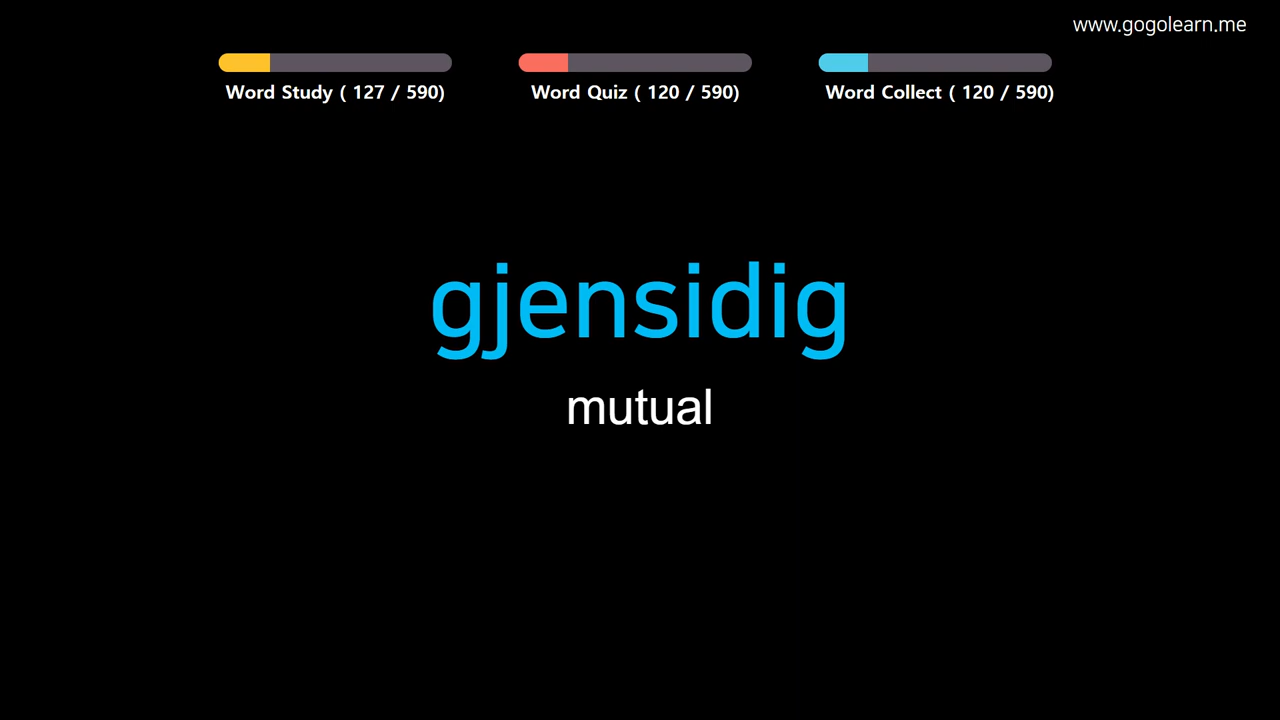 www.gogolearn.me
Word Study ( 127 / 590)
Word Quiz ( 120 / 590)
Word Collect ( 120 / 590)
gjensidig
mutual